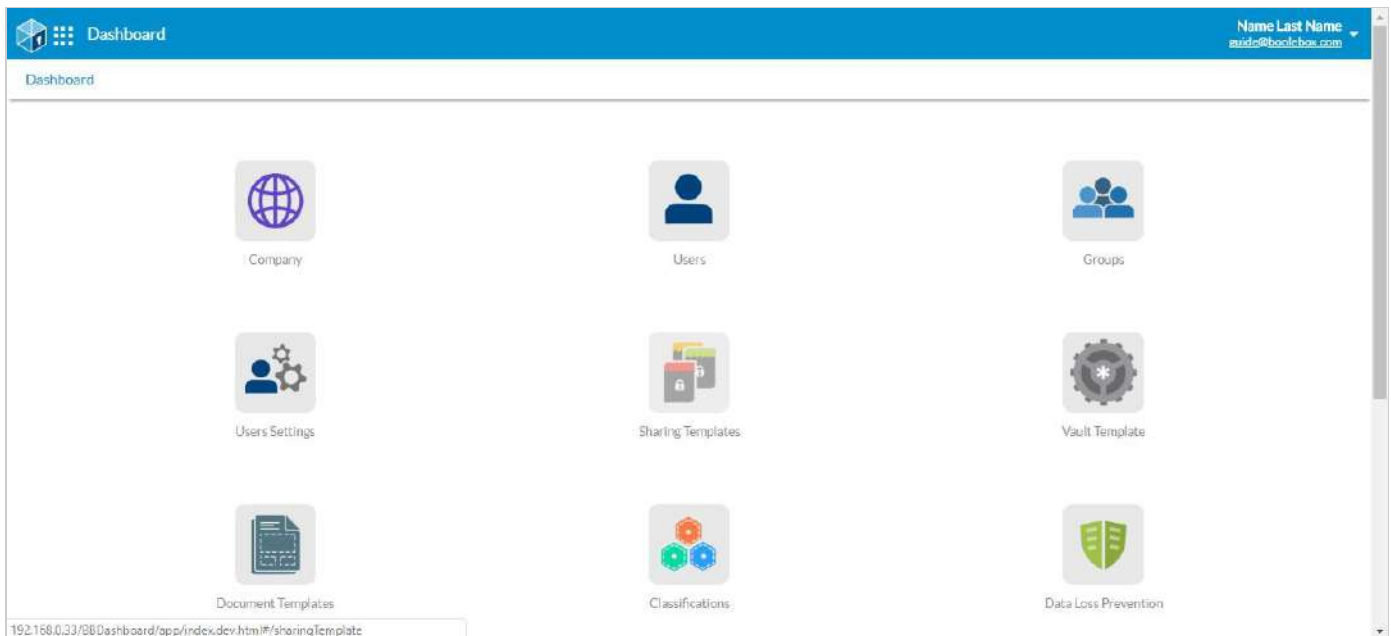 Dashboard
Name Last Name
guide@boolebox.com
Dashboard
Company
Users
Groups
Users Settings
Sharing Templates
Vault Template
Document Templates
Classifications
Data Loss Prevention
192.168.0.33/BBDashboard/app/index.dev.html#/sharingTemplate